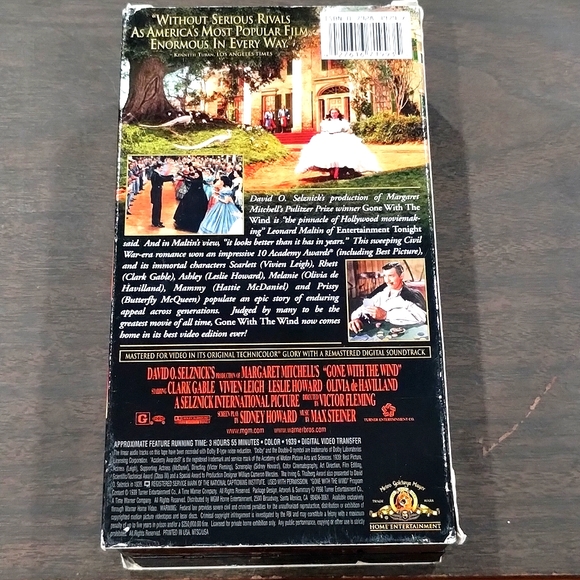 "WITHOUT SERIOUS RIVALS
AS AMERICA'S MOST POPULAR FILM,
ENORMOUS IN EVERY WAY."
- KENNETH TURAN, LOS ANGELES TIMES
David O. Selznick's production of Margaret
Mitchell's Pulitzer Prize winner Gone With The
Wind is "the pinnacle of Hollywood moviemak-
ing" Leonard Maltin of Entertainment Tonight
said. And in Maltin's view, "it looks better than it has in years." This sweeping Civil
War-era romance won an impressive 10 Academy Awards® (including Best Picture),
and its immortal characters Scarlett (Vivien Leigh), Rhett
(Clark Gable), Ashley (Leslie Howard), Melanie (Olivia de
Havilland), Mammy (Hattie McDaniel) and Prissy
(Butterfly McQueen) populate an epic story of enduring
appeal across generations. Judged by many to be the
greatest movie of all time, Gone With The Wind now comes
home in its best video edition ever!
MASTERED FOR VIDEO IN ITS ORIGINAL TECHNICOLOR® GLORY WITH A REMASTERED DIGITAL SOUNDTRACK
DAVID O. SELZNICK'S PRODUCTION OF MARGARET MITCHELL'S "GONE WITH THE WIND"
STARRING CLARK GABLE VIVIEN LEIGH LESLIE HOWARD OLIVIA de HAVILLAND
A SELZNICK INTERNATIONAL PICTURE DIRECTED BY VICTOR FLEMING
SCREEN PLAY BY SIDNEY HOWARD MUSIC BY MAX STEINER
G
TURNER ENTERTAINMENT CO.
www.mgm.com www.warnerbros.com
APPROXIMATE FEATURE RUNNING TIME: 3 HOURS 55 MINUTES • COLOR • 1939 • DIGITAL VIDEO TRANSFER
Metro Goldwyn Mayer
TRADE MARK
HOME ENTERTAINMENT